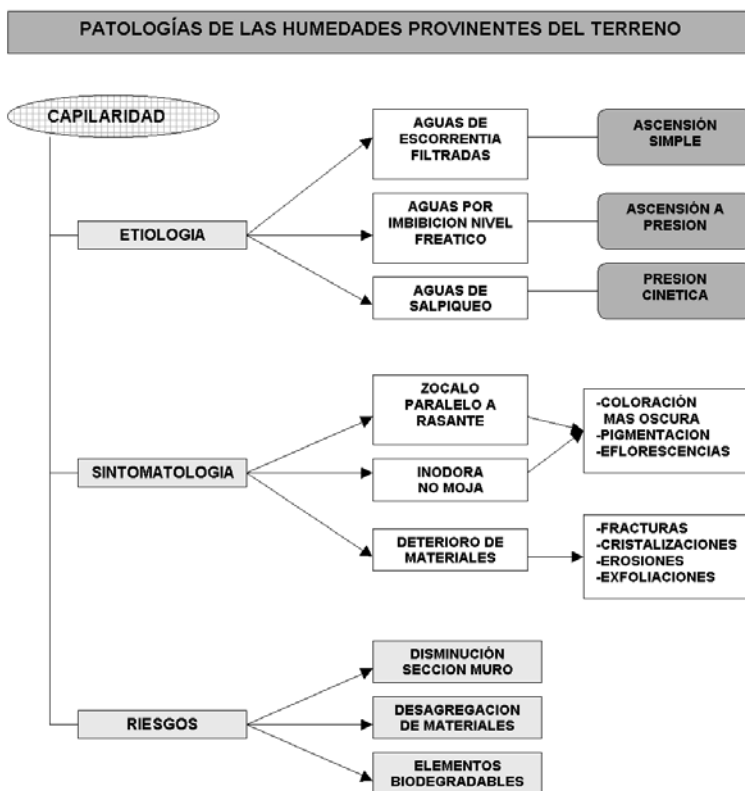 PATOLOGÍAS DE LAS HUMEDADES PROVINENTES DEL TERRENO
CAPILARIDAD
ETIOLOGIA
AGUAS DE
ESCORRENTIA
FILTRADAS
ASCENSIÓN
SIMPLE
AGUAS POR
IMBIBICION NIVEL
FREATICO
ASCENSIÓN A
PRESION
AGUAS DE
SALPIQUEO
PRESION
CINETICA
SINTOMATOLOGIA
ZOCALO
PARALELO A
RASANTE
INODORA
NO MOJA
-COLORACIÓN
MAS OSCURA
-PIGMENTACION
-EFLORESCENCIAS
DETERIORO DE
MATERIALES
-FRACTURAS
-CRISTALIZACIONES
-EROSIONES
-EXFOLIACIONES
RIESGOS
DISMINUCIÓN
SECCION MURO
DESAGREGACION
DE MATERIALES
ELEMENTOS
BIODEGRADABLES